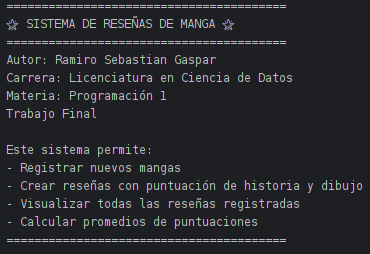 ========================================
☆ SISTEMA DE RESEÑAS DE MANGA ☆
========================================
Autor: Ramiro Sebastian Gaspar
Carrera: Licenciatura en Ciencia de Datos
Materia: Programación 1
Trabajo Final

Este sistema permite:
- Registrar nuevos mangas
- Crear reseñas con puntuación de historia y dibujo
- Visualizar todas las reseñas registradas
- Calcular promedios de puntuaciones
========================================